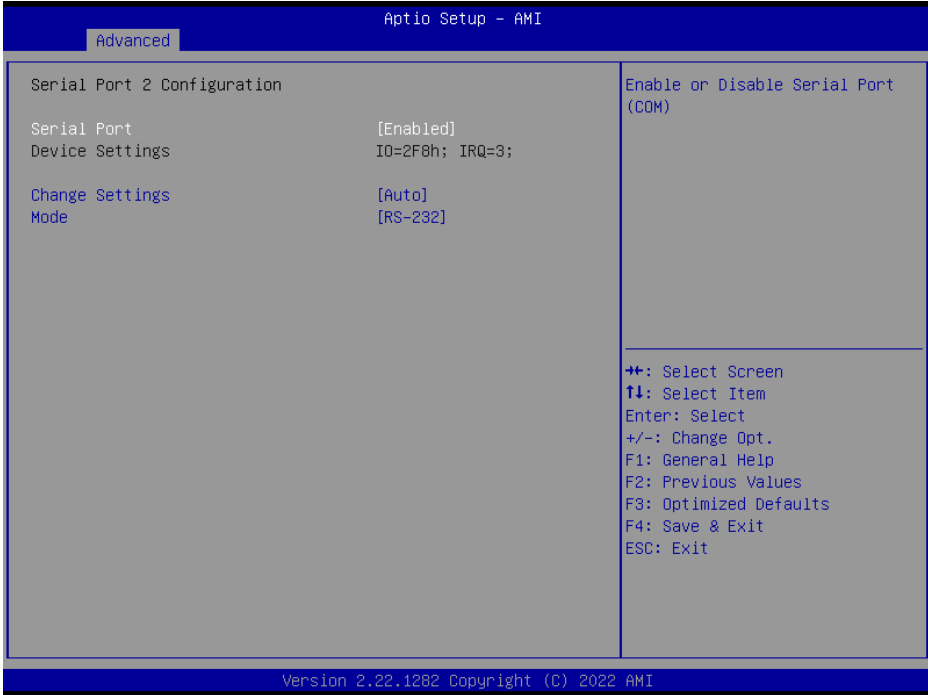 Aptio Setup – AMI
Advanced
Serial Port 2 Configuration
Serial Port [Enabled]
Device Settings IO=2F8h; IRQ=3;
Change Settings [Auto]
Mode [RS-232]
Enable or Disable Serial Port
(COM)
→←: Select Screen
↑↓: Select Item
Enter: Select
+/-: Change Opt.
F1: General Help
F2: Previous Values
F3: Optimized Defaults
F4: Save & Exit
ESC: Exit
Version 2.22.1282 Copyright (C) 2022 AMI